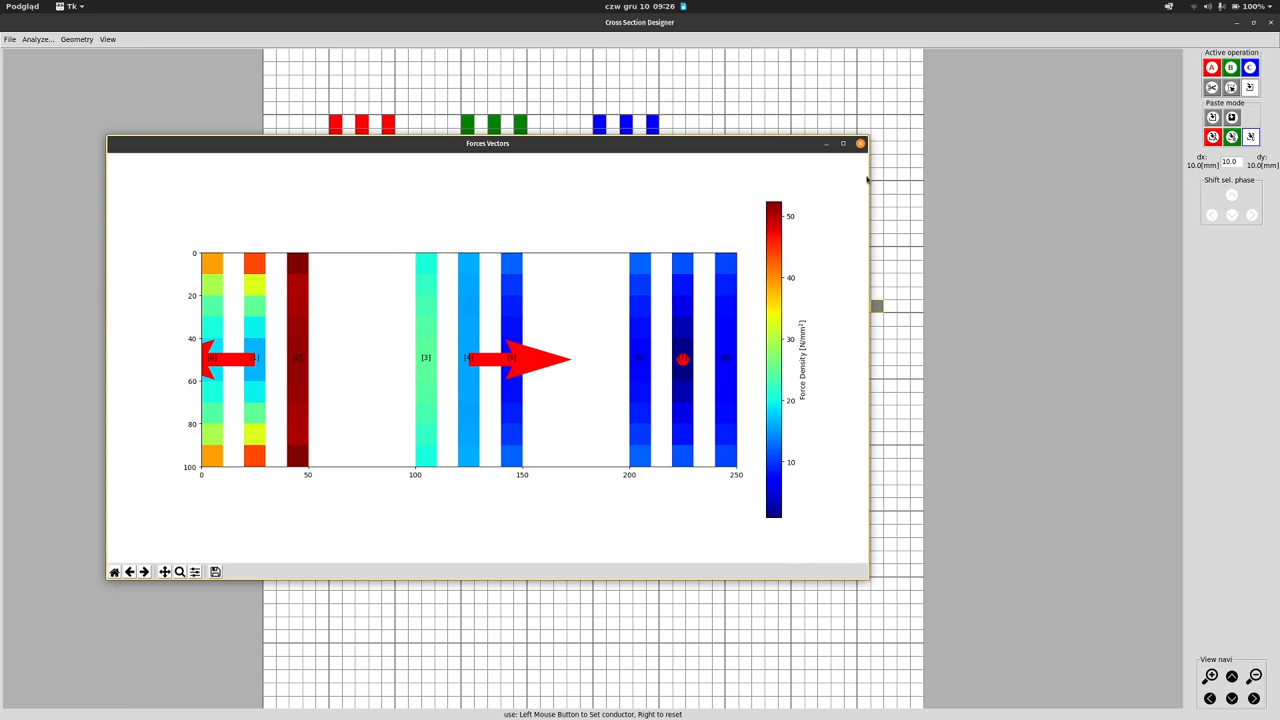 Podgląd Tk czw gru 10 09:26 100%
Cross Section Designer
File Analyze... Geometry View
Active operation
A B C
Paste mode
dx: dy:
10.0[mm] 10.0 10.0[mm]
Shift sel. phase
Forces Vectors
0
20
40
60
80
100
0 50 100 150 200 250
[1]
[3]
[4]
50
40
30
20
10
Force Density [N/mm²]
View navi
use: Left Mouse Button to Set conductor, Right to reset